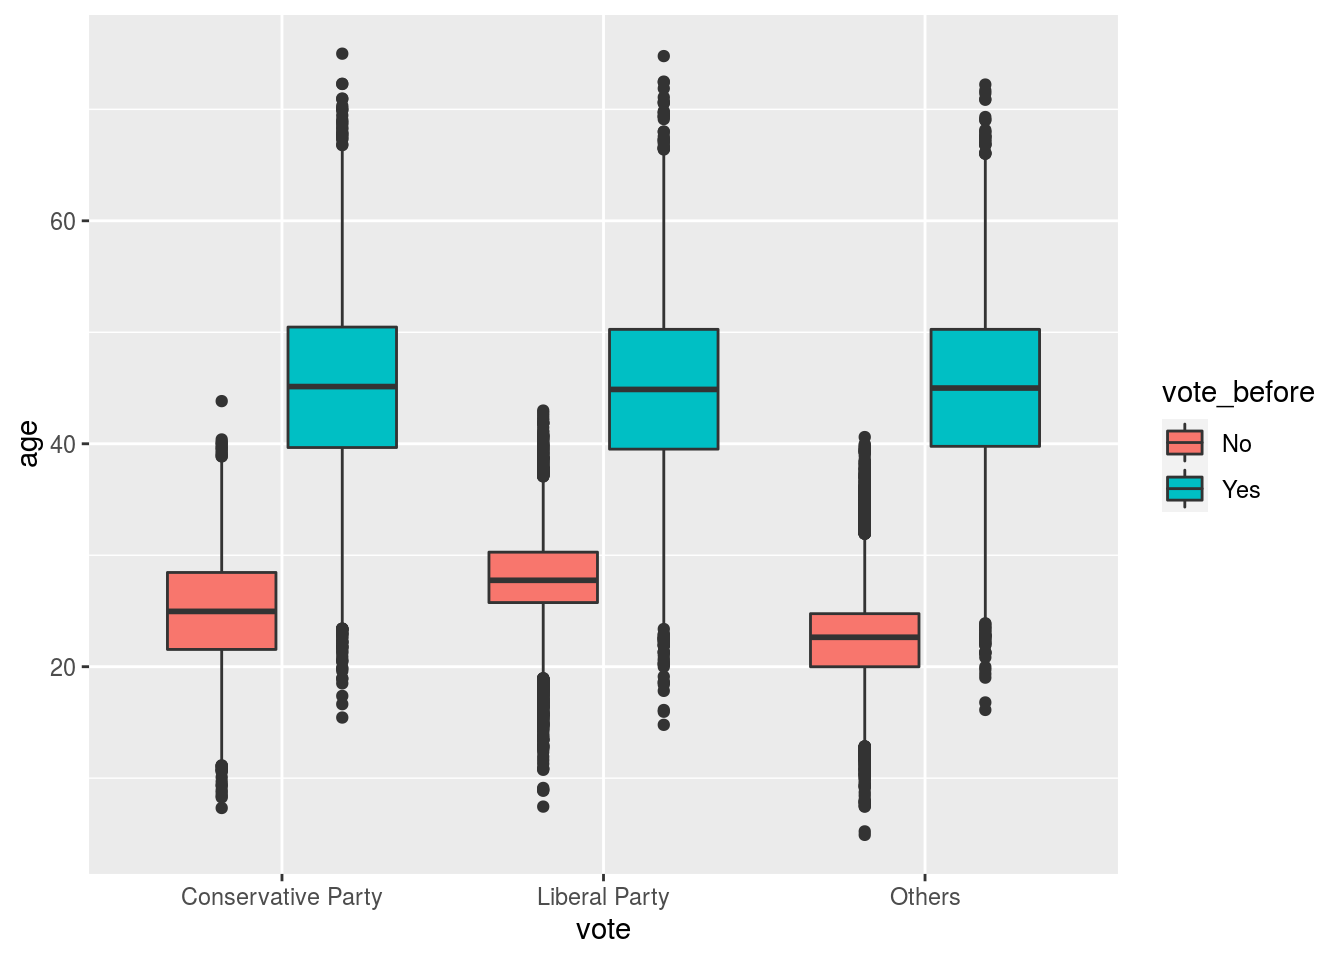 60
40
20
age
Conservative Party
Liberal Party
Others
vote
vote_before
No
Yes